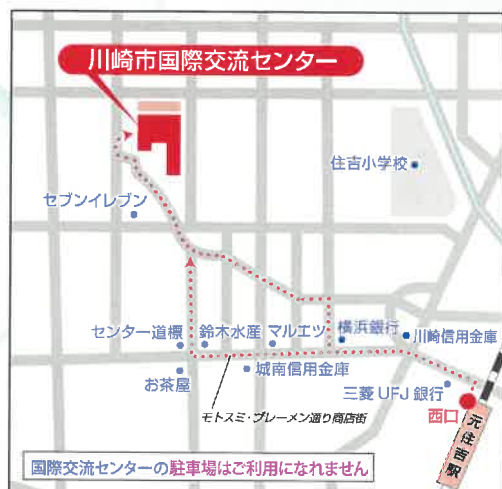 川崎市国際交流センター
住吉小学校
セブンイレブン
センター道標
鈴木水産
マルエツ
横浜銀行
川崎信用金庫
お茶屋
城南信用金庫
三菱UFJ銀行
モトスミ・ブレーメン通り商店街
西口
元住吉駅
国際交流センターの駐車場はご利用になれません